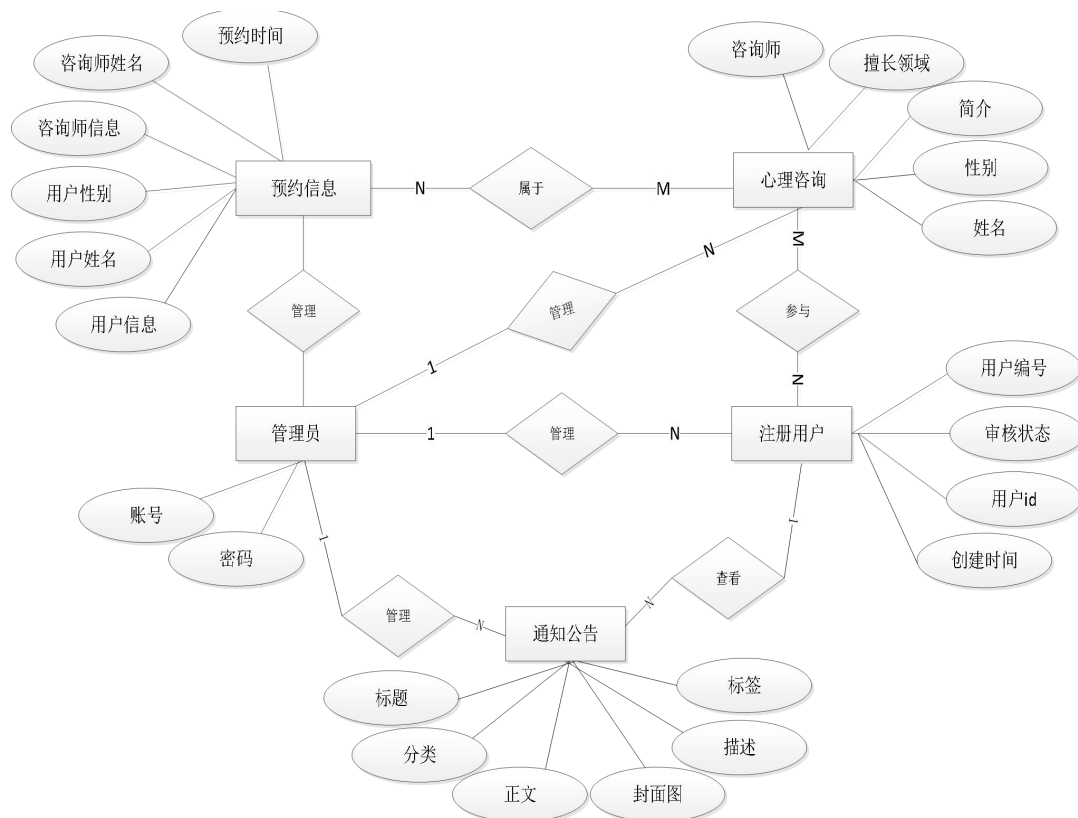 预约时间
咨询师姓名
咨询师
擅长领域
咨询师信息
简介
用户性别
预约信息
N
属于
M
心理咨询
性别
用户姓名
姓名
用户信息
管理
N
M
管理
参与
1
N
用户编号
管理员
1
管理
N
注册用户
审核状态
账号
用户id
密码
1
1
创建时间
查看
管理
N
N
通知公告
标题
标签
分类
描述
正文
封面图